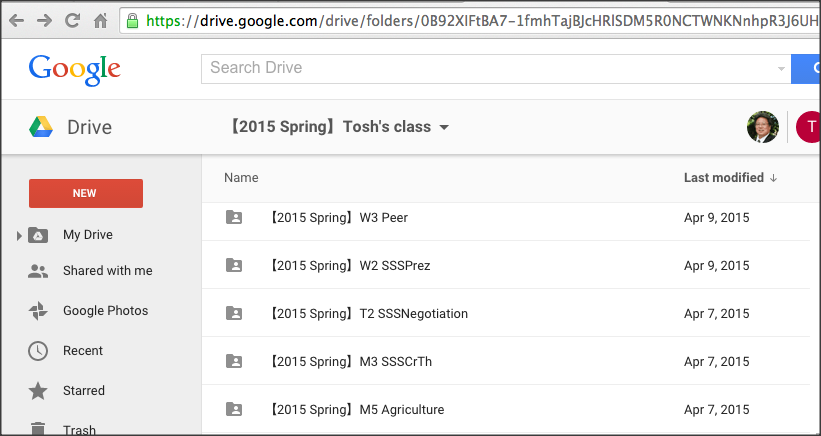 https://drive.google.com/drive/folders/0B92XlFtBA7-1fmhTajBJcHRlSDM5R0NCTWNKNnhpR3J6UH
Google
Search Drive
Drive
【2015 Spring】Tosh's class
T
NEW
My Drive
Shared with me
Google Photos
Recent
Starred
Trash
Name Last modified ↓
【2015 Spring】W3 Peer Apr 9, 2015
【2015 Spring】W2 SSSPrez Apr 9, 2015
【2015 Spring】T2 SSSNegotiation Apr 7, 2015
【2015 Spring】M3 SSSCrTh Apr 7, 2015
【2015 Spring】M5 Agriculture Apr 7, 2015